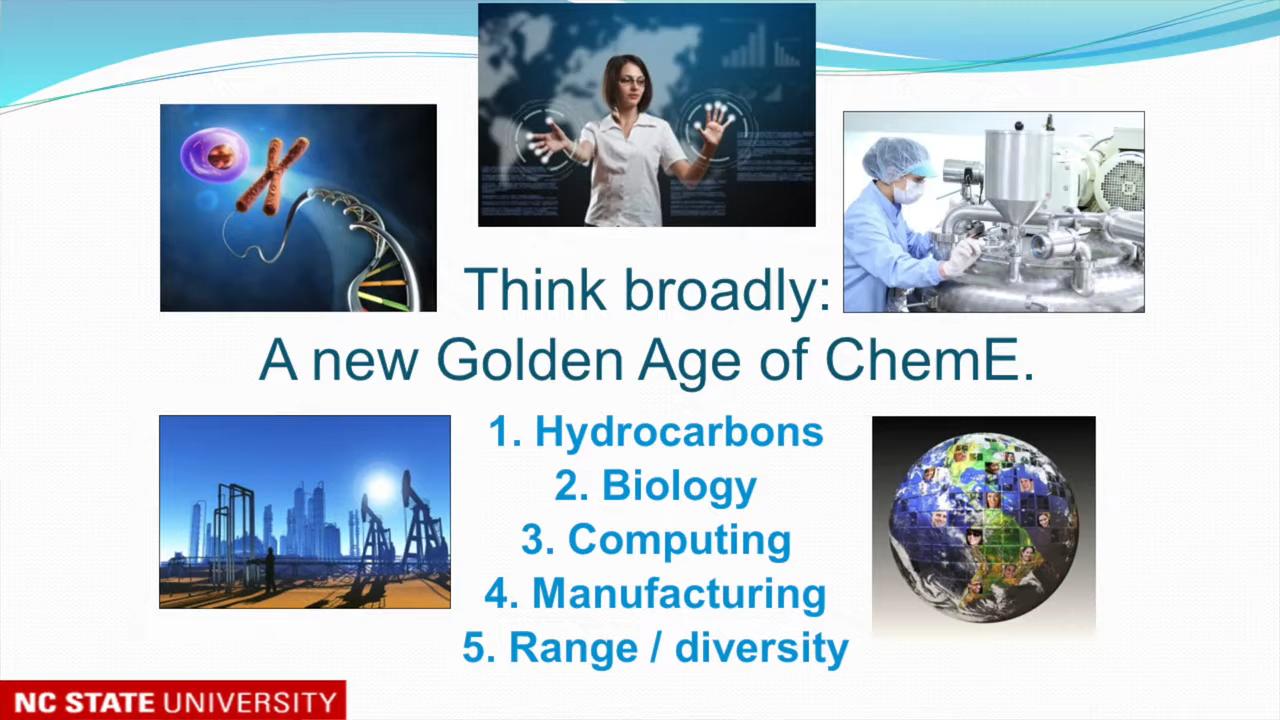 Think broadly:
A new Golden Age of ChemE.
1. Hydrocarbons
2. Biology
3. Computing
4. Manufacturing
5. Range / diversity
NC STATE UNIVERSITY